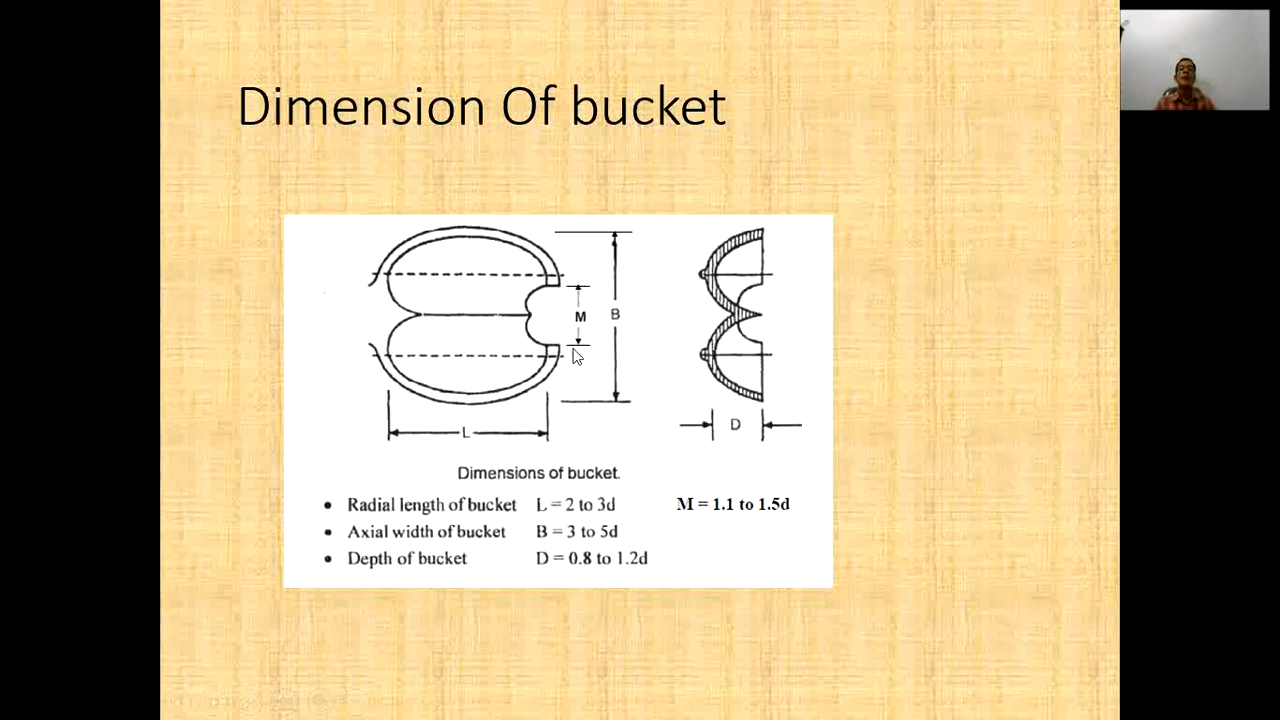 Dimension Of bucket
M
B
L
D
Dimensions of bucket.
• Radial length of bucket L = 2 to 3d M = 1.1 to 1.5d
• Axial width of bucket B = 3 to 5d
• Depth of bucket D = 0.8 to 1.2d